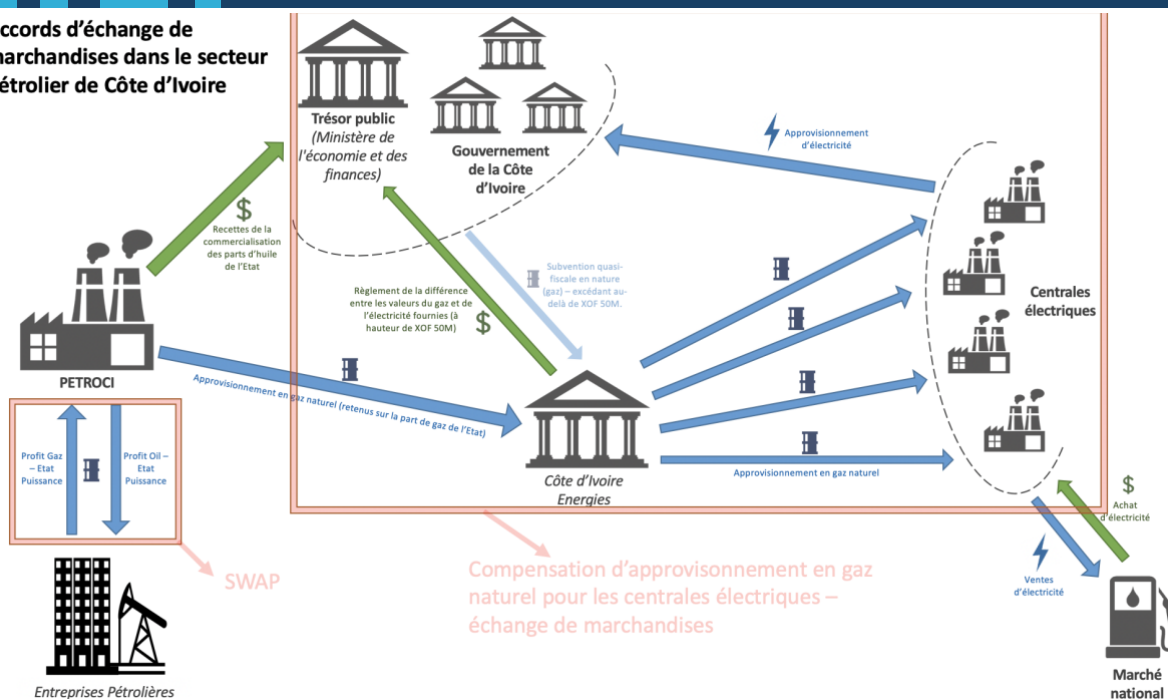 ccords d’échange de
marchandises dans le secteur
étrolier de Côte d’Ivoire
Trésor public
(Ministère de
l'économie et des
finances)
Gouvernement
de la Côte
d’Ivoire
Approvisionnement
d’électricité
$
Recettes de la
commercialisation
des parts d’huile
de l’Etat
Règlement de la différence
entre les valeurs du gaz et de
l’électricité fournies (à
hauteur de XOF 50M)
$
Subvention quasi-
fiscale en nature
(gaz) – excédant au-
delà de XOF 50M.
Centrales
électriques
PETROCI
Approvisionnement en gaz naturel (retenus sur la part de gaz de l’Etat)
Profit Gaz
– Etat
Puissance
Profit Oil –
Etat
Puissance
Côte d’Ivoire
Energies
Approvisionnement en gaz naturel
$
Achat
d’électricité
SWAP
Compensation d’approvisonnement en gaz
naturel pour les centrales électriques –
échange de marchandises
Ventes
d’électricité
Entreprises Pétrolières
Marché
national